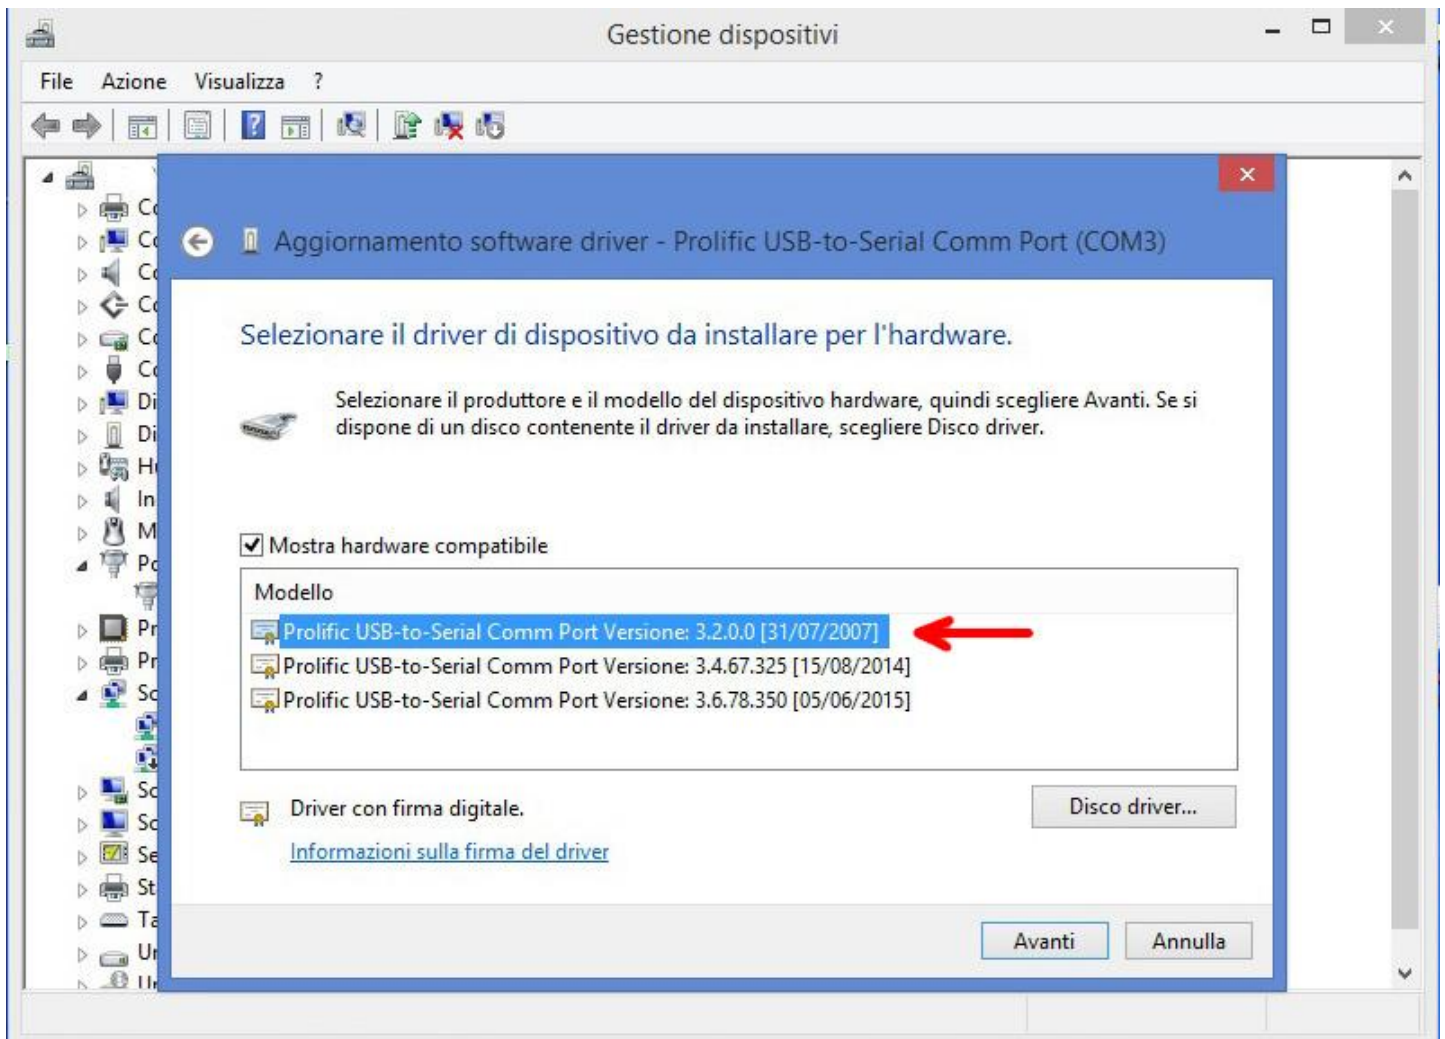 Gestione dispositivi
File Azione Visualizza ?
Aggiornamento software driver - Prolific USB-to-Serial Comm Port (COM3)
Selezionare il driver di dispositivo da installare per l'hardware.
Selezionare il produttore e il modello del dispositivo hardware, quindi scegliere Avanti. Se si
dispone di un disco contenente il driver da installare, scegliere Disco driver.
Mostra hardware compatibile
Modello
Prolific USB-to-Serial Comm Port Versione: 3.2.0.0 [31/07/2007]
Prolific USB-to-Serial Comm Port Versione: 3.4.67.325 [15/08/2014]
Prolific USB-to-Serial Comm Port Versione: 3.6.78.350 [05/06/2015]
Driver con firma digitale.
Disco driver...
Informazioni sulla firma del driver
Avanti Annulla